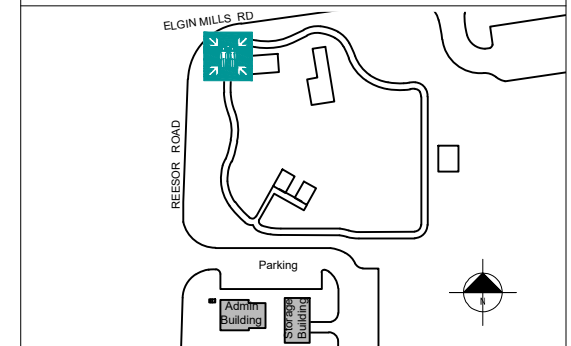 ELGIN MILLS RD
REESOR ROAD
Parking
Admin
Building
Storage
Building
N